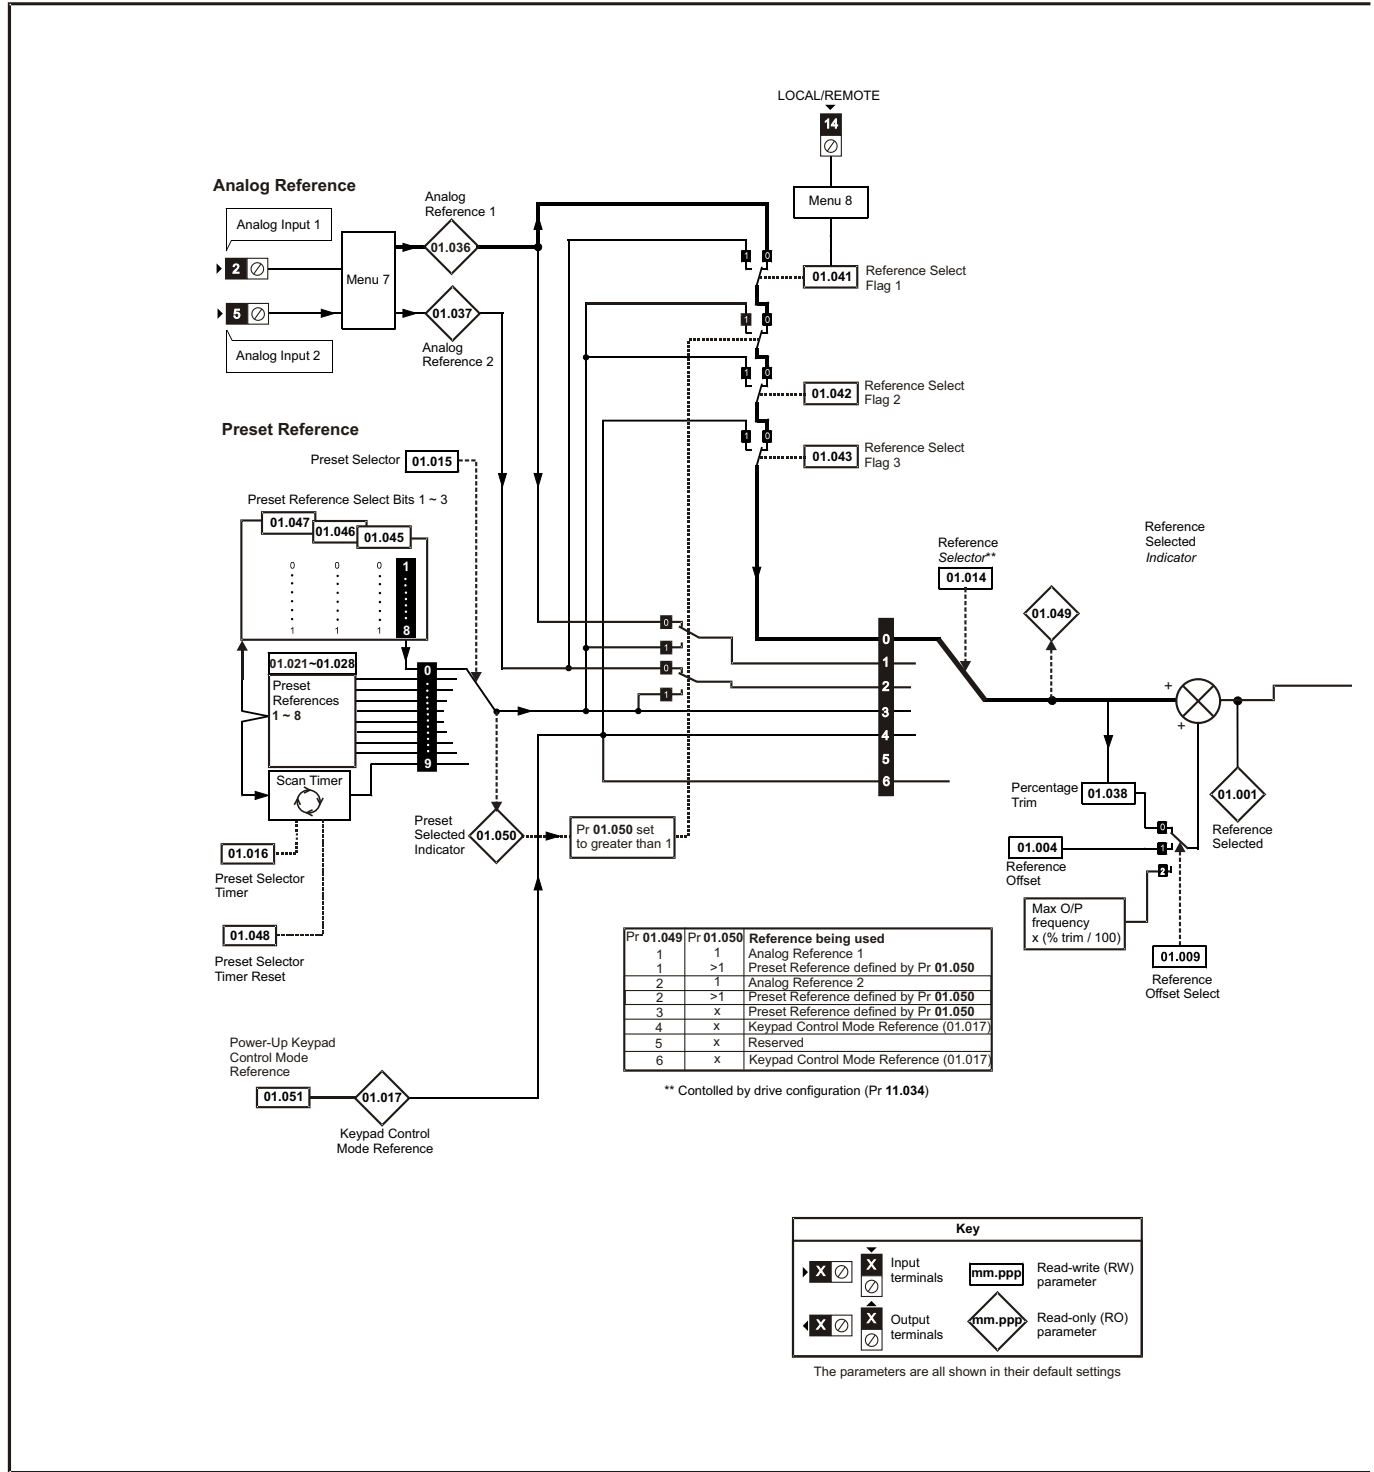 LOCAL/REMOTE
14
Menu 8
Analog Reference
Analog Input 1
2
5
Analog Input 2
Menu 7
Analog
Reference 1
01.036
01.037
Analog
Reference 2
1 0
01.041
Reference Select
Flag 1
1 0
1 0
01.042
Reference Select
Flag 2
1 0
01.043
Reference Select
Flag 3
Preset Reference
Preset Selector
01.015
Preset Reference Select Bits 1 ~ 3
01.047
01.046
01.045
0 0 0 1
1 1 1 8
01.021~01.028
Preset
References
1 ~ 8
0
9
Scan Timer
01.016
Preset Selector
Timer
01.048
Preset Selector
Timer Reset
Preset
Selected
Indicator
01.050
Pr 01.050 set
to greater than 1
0
1
0
1
0
1
2
3
4
5
6
Reference
Selector**
01.014
01.049
Reference
Selected
Indicator
+
+
Percentage
Trim
01.038
01.001
Reference
Selected
01.004
Reference
Offset
0
1
2
Max O/P
frequency
x (% trim / 100)
01.009
Reference
Offset Select
Pr 01.049 Pr 01.050 Reference being used
1 1 Analog Reference 1
1 >1 Preset Reference defined by Pr 01.050
2 1 Analog Reference 2
2 >1 Preset Reference defined by Pr 01.050
3 x Preset Reference defined by Pr 01.050
4 x Keypad Control Mode Reference (01.017)
5 x Reserved
6 x Keypad Control Mode Reference (01.017)
** Contolled by drive configuration (Pr 11.034)
Power-Up Keypad
Control Mode
Reference
01.051
01.017
Keypad Control
Mode Reference
Key
X
X
Input
terminals
mm.ppp
Read-write (RW)
parameter
X
X
Output
terminals
mm.ppp
Read-only (RO)
parameter
The parameters are all shown in their default settings